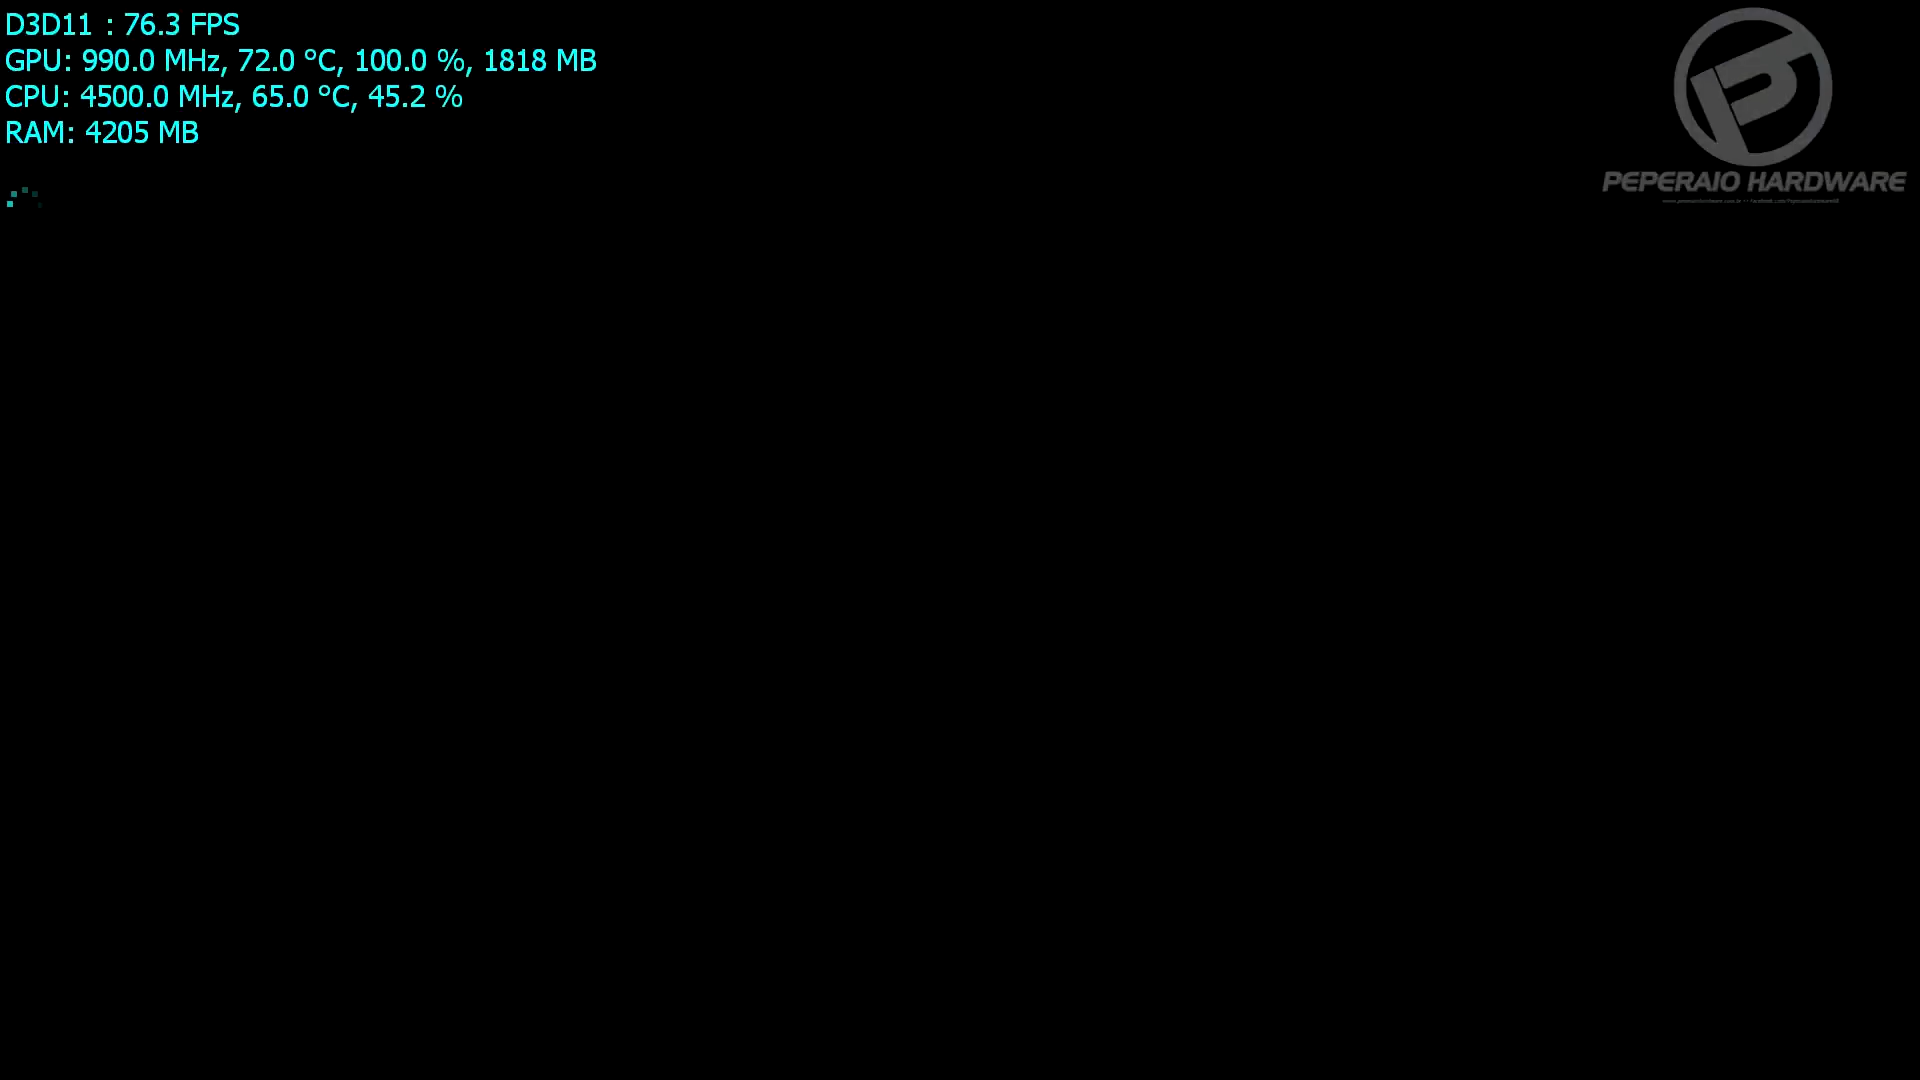 D3D11 : 76.3 FPS
GPU: 990.0 MHz, 72.0 °C, 100.0 %, 1818 MB
CPU: 4500.0 MHz, 65.0 °C, 45.2 %
RAM: 4205 MB
PEPERAIO HARDWARE